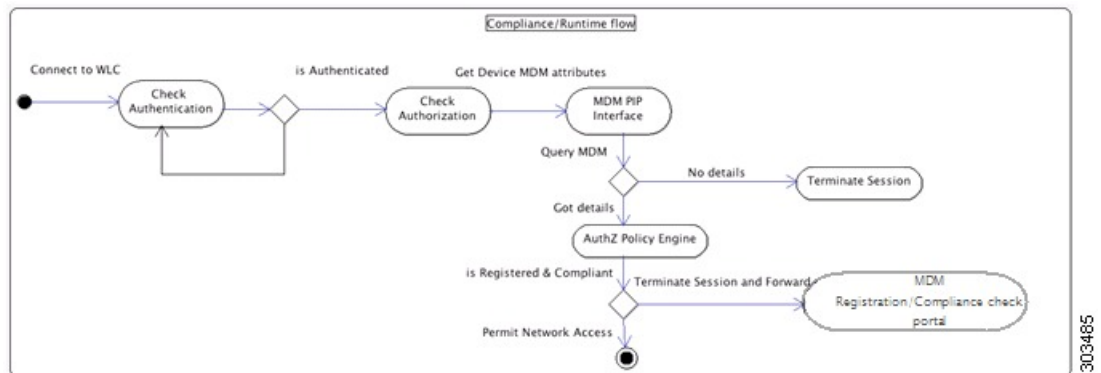 Compliance/Runtime flow
Connect to WLC
is Authenticated
Get Device MDM attributes
Check
Authentication
Check
Authorization
MDM PIP
Interface
Query MDM
No details
Terminate Session
Got details
AuthZ Policy Engine
is Registered & Compliant
Terminate Session and Forward
MDM
Registration/Compliance check
portal
Permit Network Access
303485